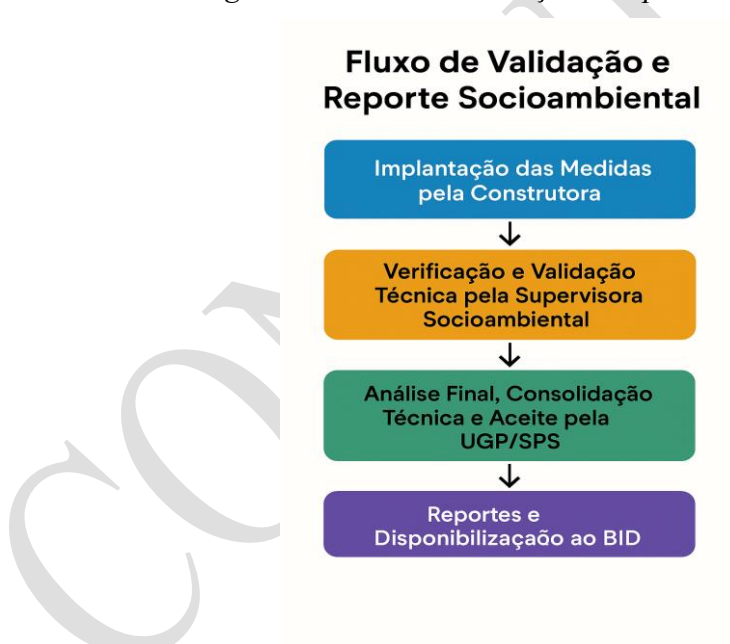 Fluxo de Validação e
Reporte Socioambiental
Implantação das Medidas
pela Construtora
↓
Verificação e Validação
Técnica pela Supervisora
Socioambiental
↓
Análise Final, Consolidação
Técnica e Aceite pela
UGP/SPS
↓
Reportes e
Disponibilizaçaõo ao BID